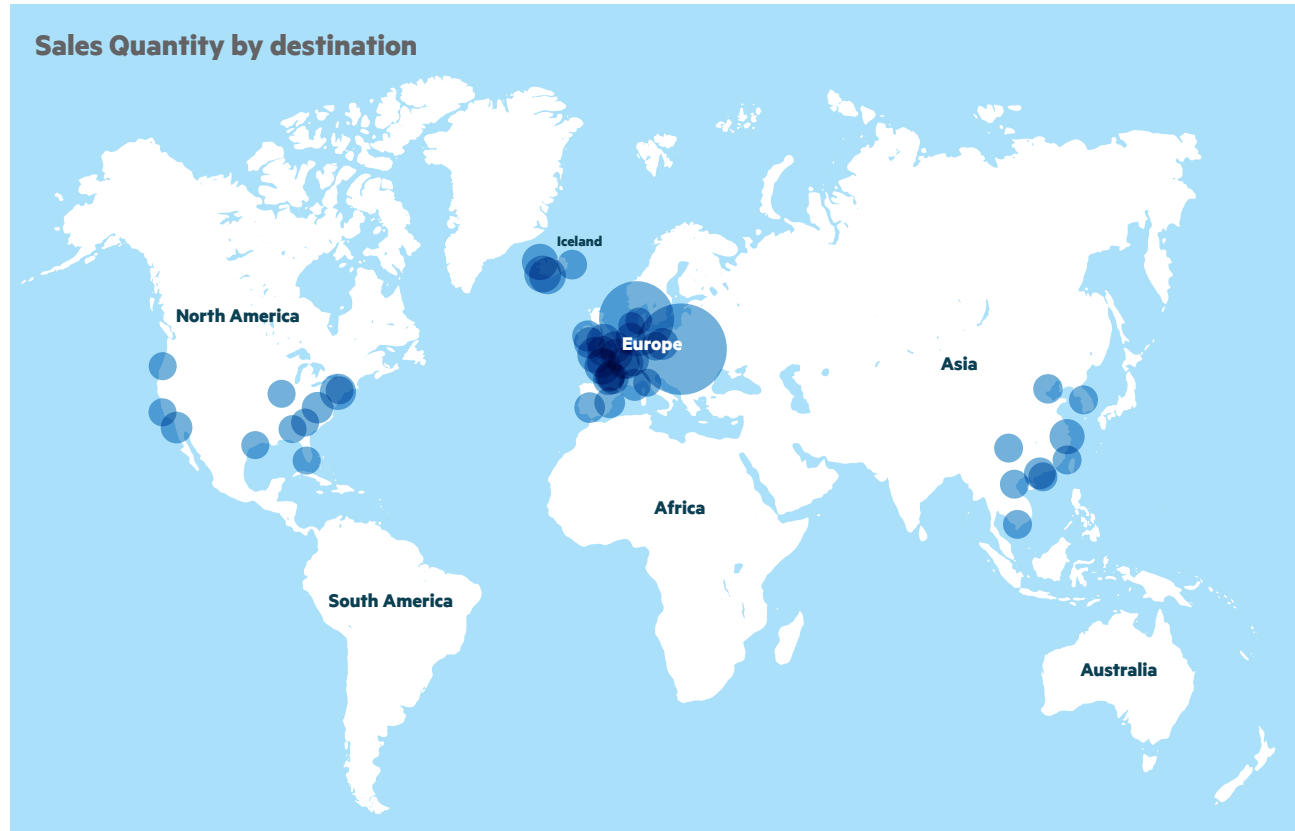 Sales Quantity by destination
Iceland
North America
Europe
Asia
Africa
South America
Australia